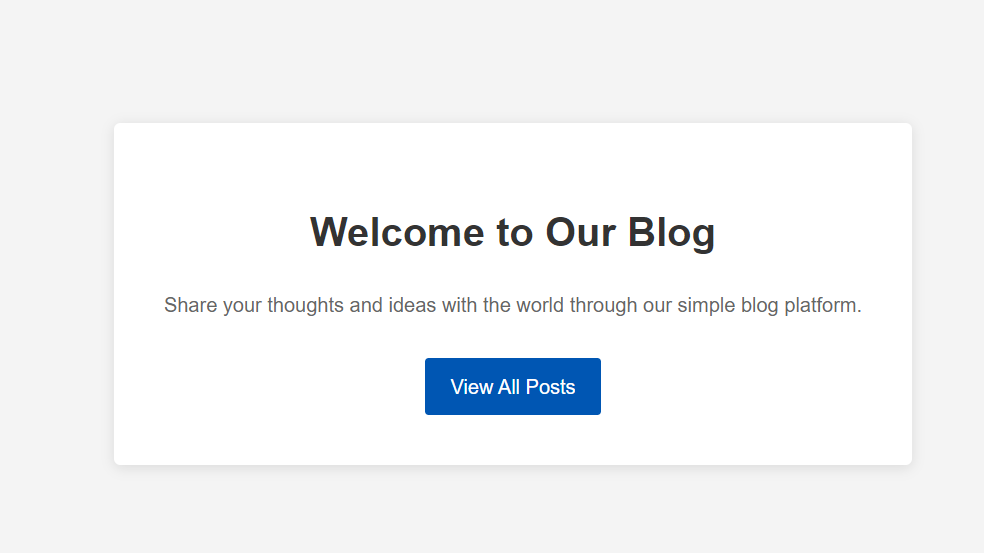 Welcome to Our Blog
Share your thoughts and ideas with the world through our simple blog platform.
View All Posts